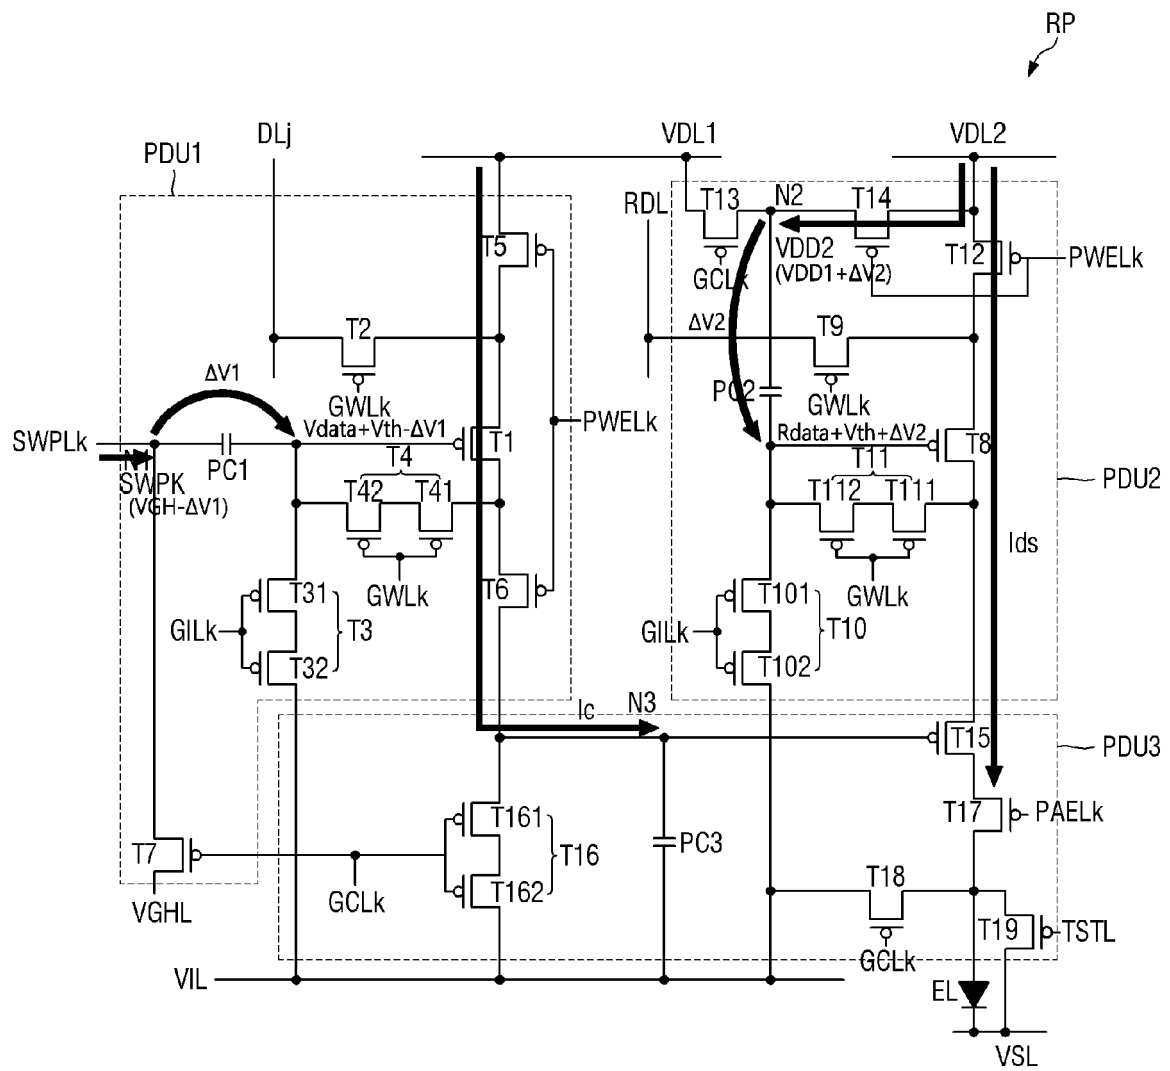 RP
DLj
VDL1
VDL2
PDU1
RDL
T13
N2
T14
T5
VDD2
(VDD1+ΔV2)
T12
PWELk
GCLk
T2
ΔV2
T9
ΔV1
GWLk
PC2
GWLk
PWELk
SWPLk
Vdata+Vth-ΔV1
T1
Rdata+Vth+ΔV2
T8
N1
PC1
T4
T11
SWPK
(VGH-ΔV1)
T42
T41
T112
T111
PDU2
Ids
GWLk
T6
GWLk
T31
T101
GILk
T3
GILk
T10
T32
T102
Ic
N3
T15
PDU3
T161
T17
PAELk
T7
T16
PC3
T162
T18
VGHL
GCLk
T19
TSTL
GCLk
VIL
EL
VSL